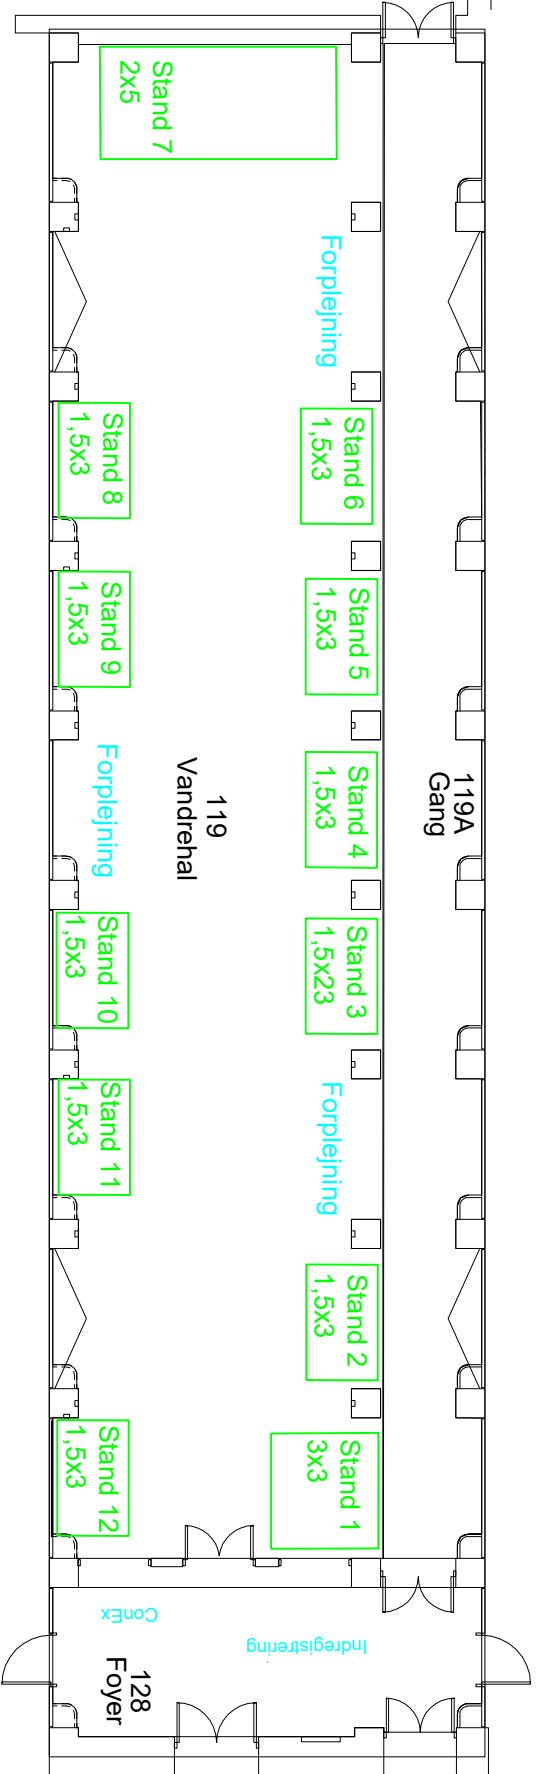 Stand 7
2x5
Forplejning
Stand 6
1,5x3
Stand 8
1,5x3
Stand 5
1,5x3
Stand 9
1,5x3
Stand 4
1,5x3
119A
Gang
119
Vandrehal
Forplejning
Stand 3
1,5x23
Stand 10
1,5x3
Forplejning
Stand 11
1,5x3
Stand 2
1,5x3
Stand 1
3x3
Stand 12
1,5x3
ConEx
Indregistrering
128
Foyer